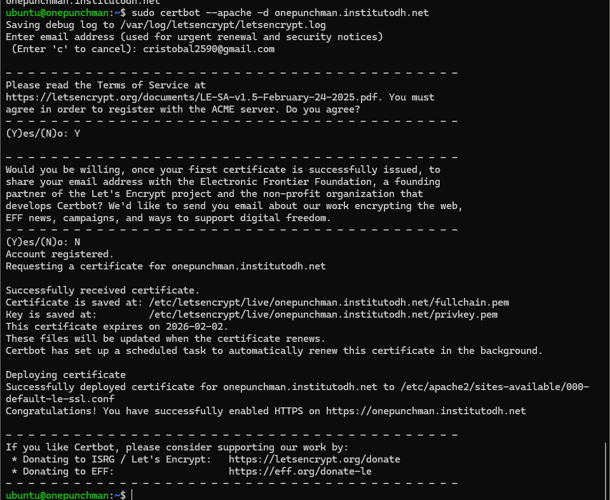 onepunchman.institutodh.net
ubuntu@onepunchman:~$ sudo certbot --apache -d onepunchman.institutodh.net
Saving debug log to /var/log/letsencrypt/letsencrypt.log
Enter email address (used for urgent renewal and security notices)
 (Enter 'c' to cancel): cristobal2590@gmail.com

- - - - - - - - - - - - - - - - - - - - - - - - - - - - - - - - - - - - - - - -
Please read the Terms of Service at
https://letsencrypt.org/documents/LE-SA-v1.5-February-24-2025.pdf. You must
agree in order to register with the ACME server. Do you agree?
- - - - - - - - - - - - - - - - - - - - - - - - - - - - - - - - - - - - - - - -
(Y)es/(N)o: Y

- - - - - - - - - - - - - - - - - - - - - - - - - - - - - - - - - - - - - - - -
Would you be willing, once your first certificate is successfully issued, to
share your email address with the Electronic Frontier Foundation, a founding
partner of the Let's Encrypt project and the non-profit organization that
develops Certbot? We'd like to send you email about our work encrypting the web,
EFF news, campaigns, and ways to support digital freedom.
- - - - - - - - - - - - - - - - - - - - - - - - - - - - - - - - - - - - - - - -
(Y)es/(N)o: N
Account registered.
Requesting a certificate for onepunchman.institutodh.net

Successfully received certificate.
Certificate is saved at: /etc/letsencrypt/live/onepunchman.institutodh.net/fullchain.pem
Key is saved at:         /etc/letsencrypt/live/onepunchman.institutodh.net/privkey.pem
This certificate expires on 2026-02-02.
These files will be updated when the certificate renews.
Certbot has set up a scheduled task to automatically renew this certificate in the background.

Deploying certificate
Successfully deployed certificate for onepunchman.institutodh.net to /etc/apache2/sites-available/000-
default-le-ssl.conf
Congratulations! You have successfully enabled HTTPS on https://onepunchman.institutodh.net

- - - - - - - - - - - - - - - - - - - - - - - - - - - - - - - - - - - - - - - -
If you like Certbot, please consider supporting our work by:
 * Donating to ISRG / Let's Encrypt:   https://letsencrypt.org/donate
 * Donating to EFF:                    https://eff.org/donate-le
- - - - - - - - - - - - - - - - - - - - - - - - - - - - - - - - - - - - - - - -
ubuntu@onepunchman:~$